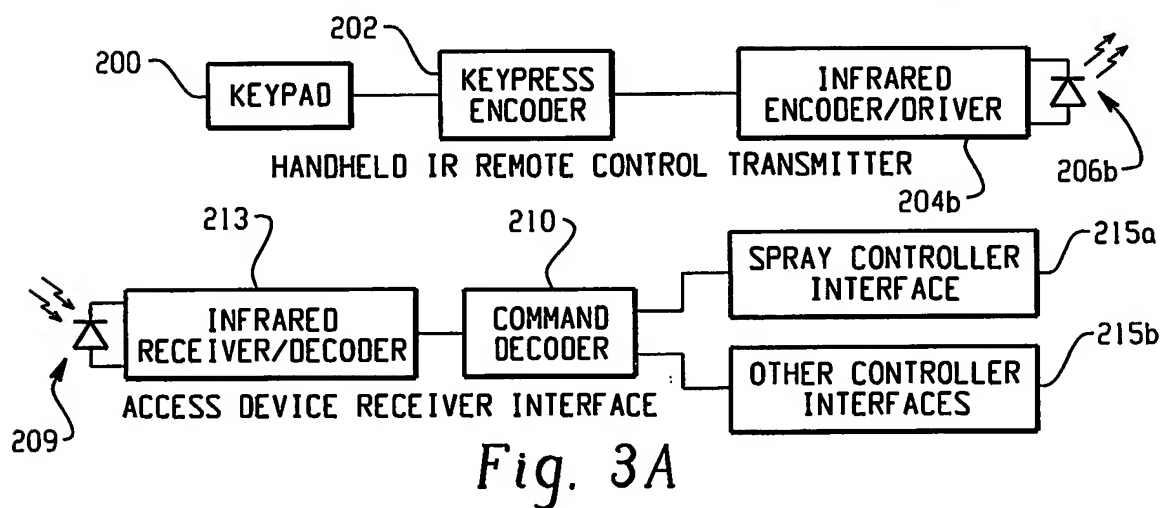 200
KEYPAD
202
KEYPRESS
ENCODER
INFRARED
ENCODER/DRIVER
206b
204b
HANDHELD IR REMOTE CONTROL TRANSMITTER
209
213
INFRARED
RECEIVER/DECODER
210
COMMAND
DECODER
SPRAY CONTROLLER
INTERFACE
215a
OTHER CONTROLLER
INTERFACES
215b
ACCESS DEVICE RECEIVER INTERFACE
Fig. 3A